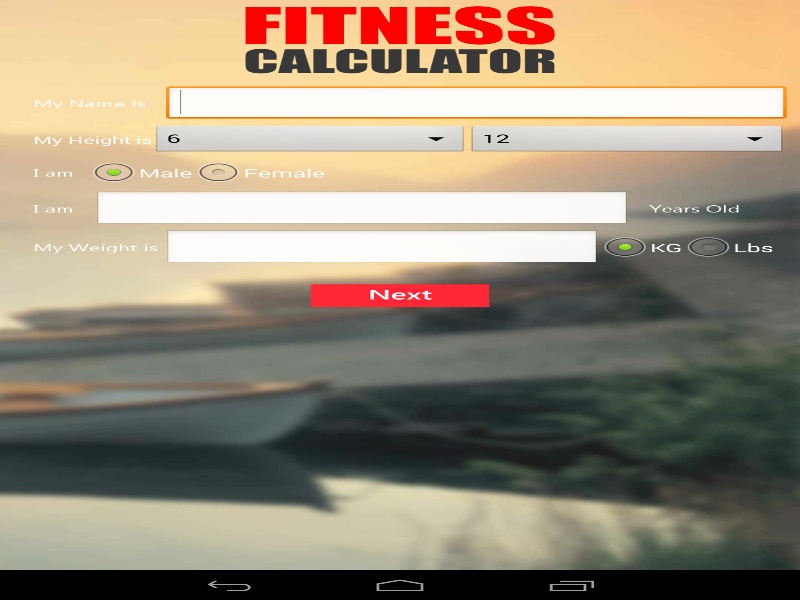 FITNESS
CALCULATOR
My Name is
My Height is 6 12
I am Male Female
I am Years Old
My Weight is KG Lbs
Next